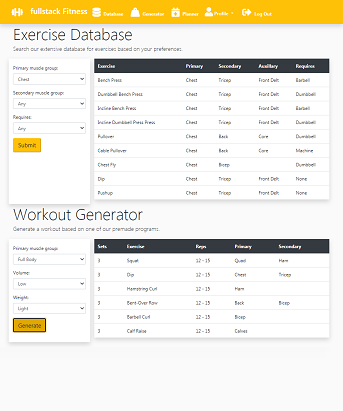 fullstack Fitness Database Generator Planner Profile Log Out
Exercise Database
Search our extensive database for exercises based on your preferences.
Primary muscle group:
Chest
Secondary muscle group:
Any
Requires:
Any
Submit
Exercise Primary Secondary Auxillary Requires
Bench Press Chest Tricep Front Delt Barbell
Dumbbell Bench Press Chest Tricep Front Delt Dumbbell
Incline Bench Press Chest Tricep Front Delt Barbell
Incline Dumbbell Press Press Chest Tricep Front Delt Dumbbell
Pullover Chest Back Core Dumbbell
Cable Pullover Chest Back Core Machine
Chest Fly Chest Bicep Dumbbell
Dip Chest Tricep Front Delt None
Pushup Chest Tricep Front Delt None
Workout Generator
Generate a workout based on one of our premade programs.
Primary muscle group:
Full Body
Volume:
Low
Weight:
Light
Generate
Sets Exercise Reps Primary Secondary
3 Squat 12 - 15 Quad Ham
3 Dip 12 - 15 Chest Tricep
3 Hamstring Curl 12 - 15 Ham
3 Bent-Over Row 12 - 15 Back Bicep
3 Barbell Curl 12 - 15 Bicep
3 Calf Raise 12 - 15 Calves